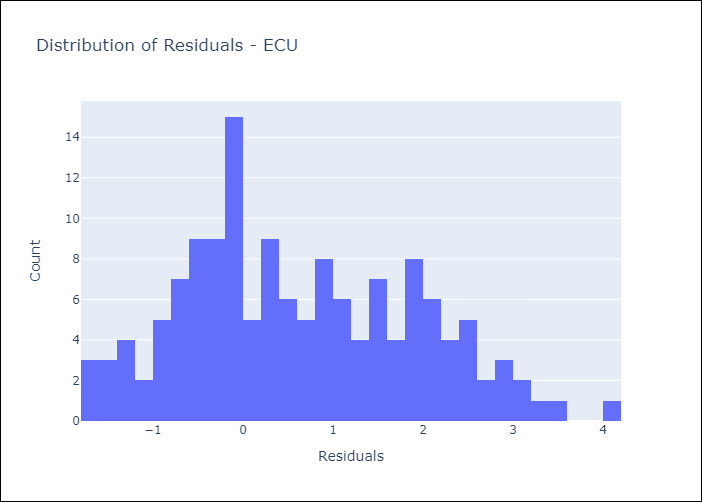 Distribution of Residuals - ECU
Count
14
12
10
8
6
4
2
0
−1 0 1 2 3 4
Residuals